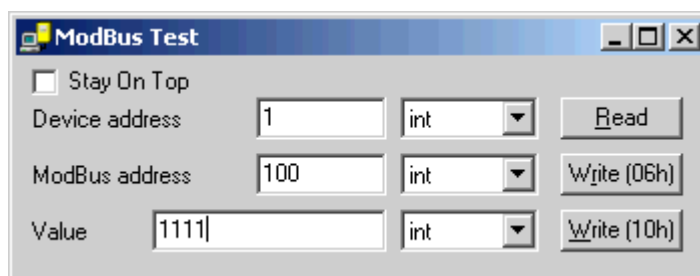 ModBus Test
Stay On Top
Device address 1 int Read
ModBus address 100 int Write (06h)
Value 1111 int Write (10h)